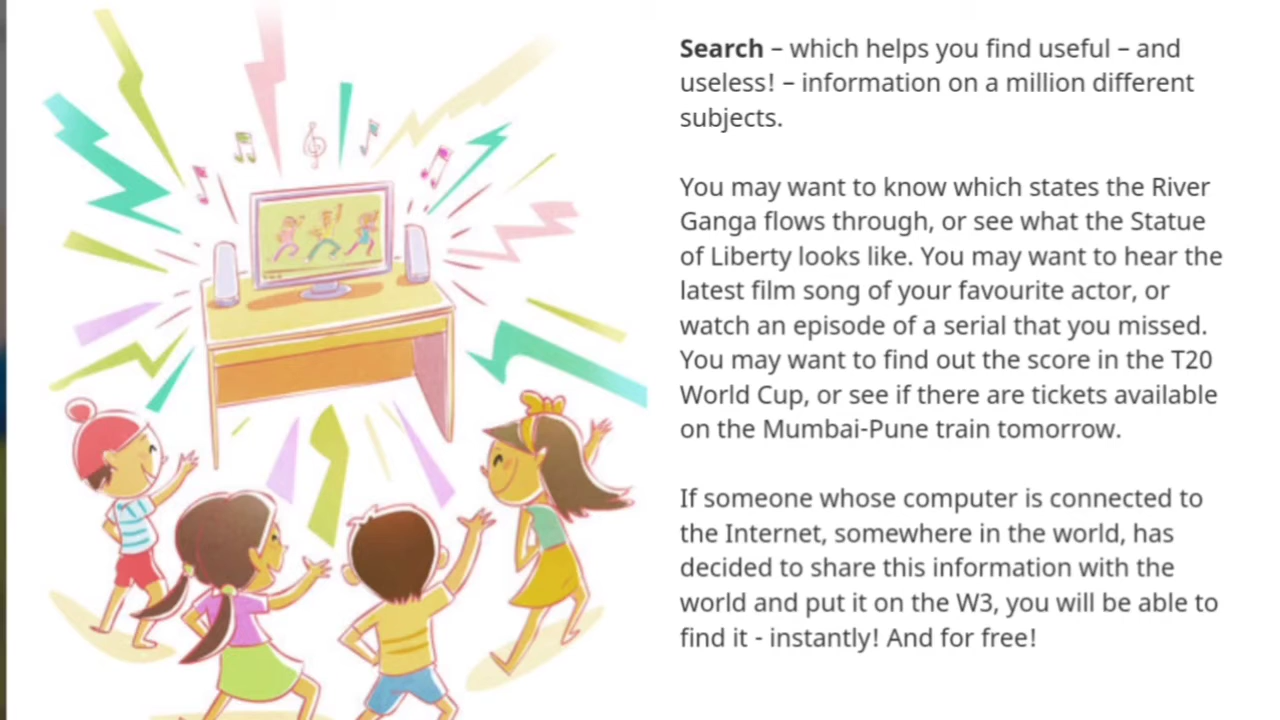 Search – which helps you find useful – and
useless! – information on a million different
subjects.
You may want to know which states the River
Ganga flows through, or see what the Statue
of Liberty looks like. You may want to hear the
latest film song of your favourite actor, or
watch an episode of a serial that you missed.
You may want to find out the score in the T20
World Cup, or see if there are tickets available
on the Mumbai-Pune train tomorrow.
If someone whose computer is connected to
the Internet, somewhere in the world, has
decided to share this information with the
world and put it on the W3, you will be able to
find it - instantly! And for free!